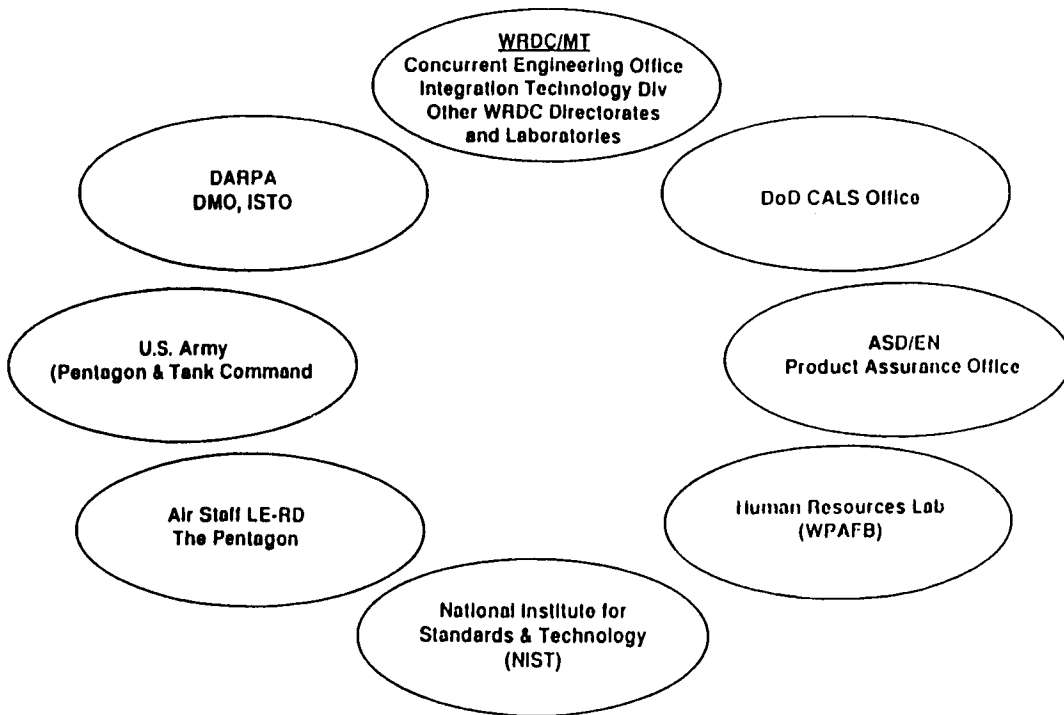 WRDC/MT
Concurrent Engineering Office
Integration Technology Div
Other WRDC Directorates
and Laboratories
DARPA
DMO, ISTO
DoD CALS Office
U.S. Army
(Pentagon & Tank Command
ASD/EN
Product Assurance Office
Air Staff LE-RD
The Pentagon
Human Resources Lab
(WPAFB)
National Institute for
Standards & Technology
(NIST)